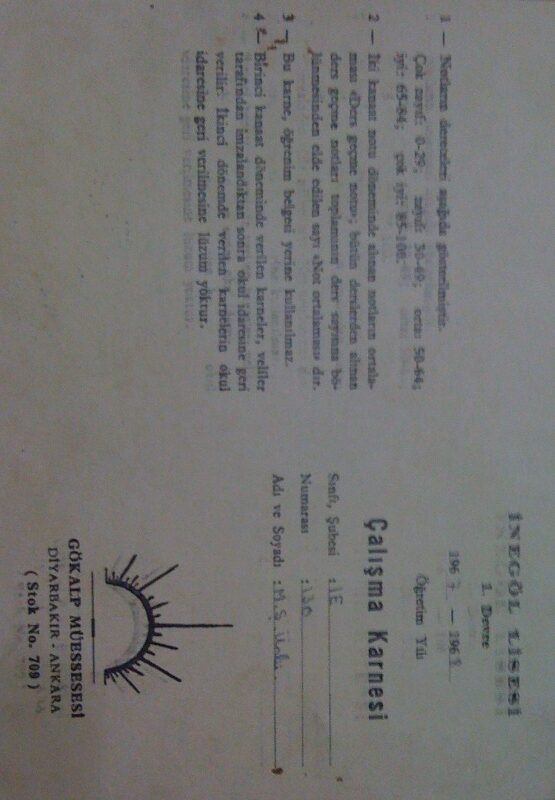 1 — Notların dereceleri aşağıda gösterilmiştir.
Çok zayıf: 0-29; zayıf: 30-49; orta: 50-64;
iyi: 65-84; çok iyi: 85-100.
2 — İki kanaat notu döneminde alınan notların ortala-
ması «Ders geçme notu»; bütün derslerden alınan
ders geçme notları toplamının ders sayısına bö-
lünmesinden elde edilen sayı «Not ortalaması» dır.
3 — Bu karne, öğrenim belgesi yerine kullanılmaz.
4 — Birinci kanaat döneminde verilen karneler, veliler
tarafından imzalandıktan sonra okul idaresine geri
verilir. İkinci dönemde verilen karnelerin okul
idaresine geri verilmesine lüzum yoktur.
İNEGÖL LİSESİ
1. Devre
196 — 196
Öğretim Yılı
Çalışma Karnesi
Sınıfı, Şubesi : 1E
Numarası :
Adı ve Soyadı : M.Ş
GÖKALP MÜESSESESİ
DİYARBAKIR - ANKARA
( Stok No. 709 )